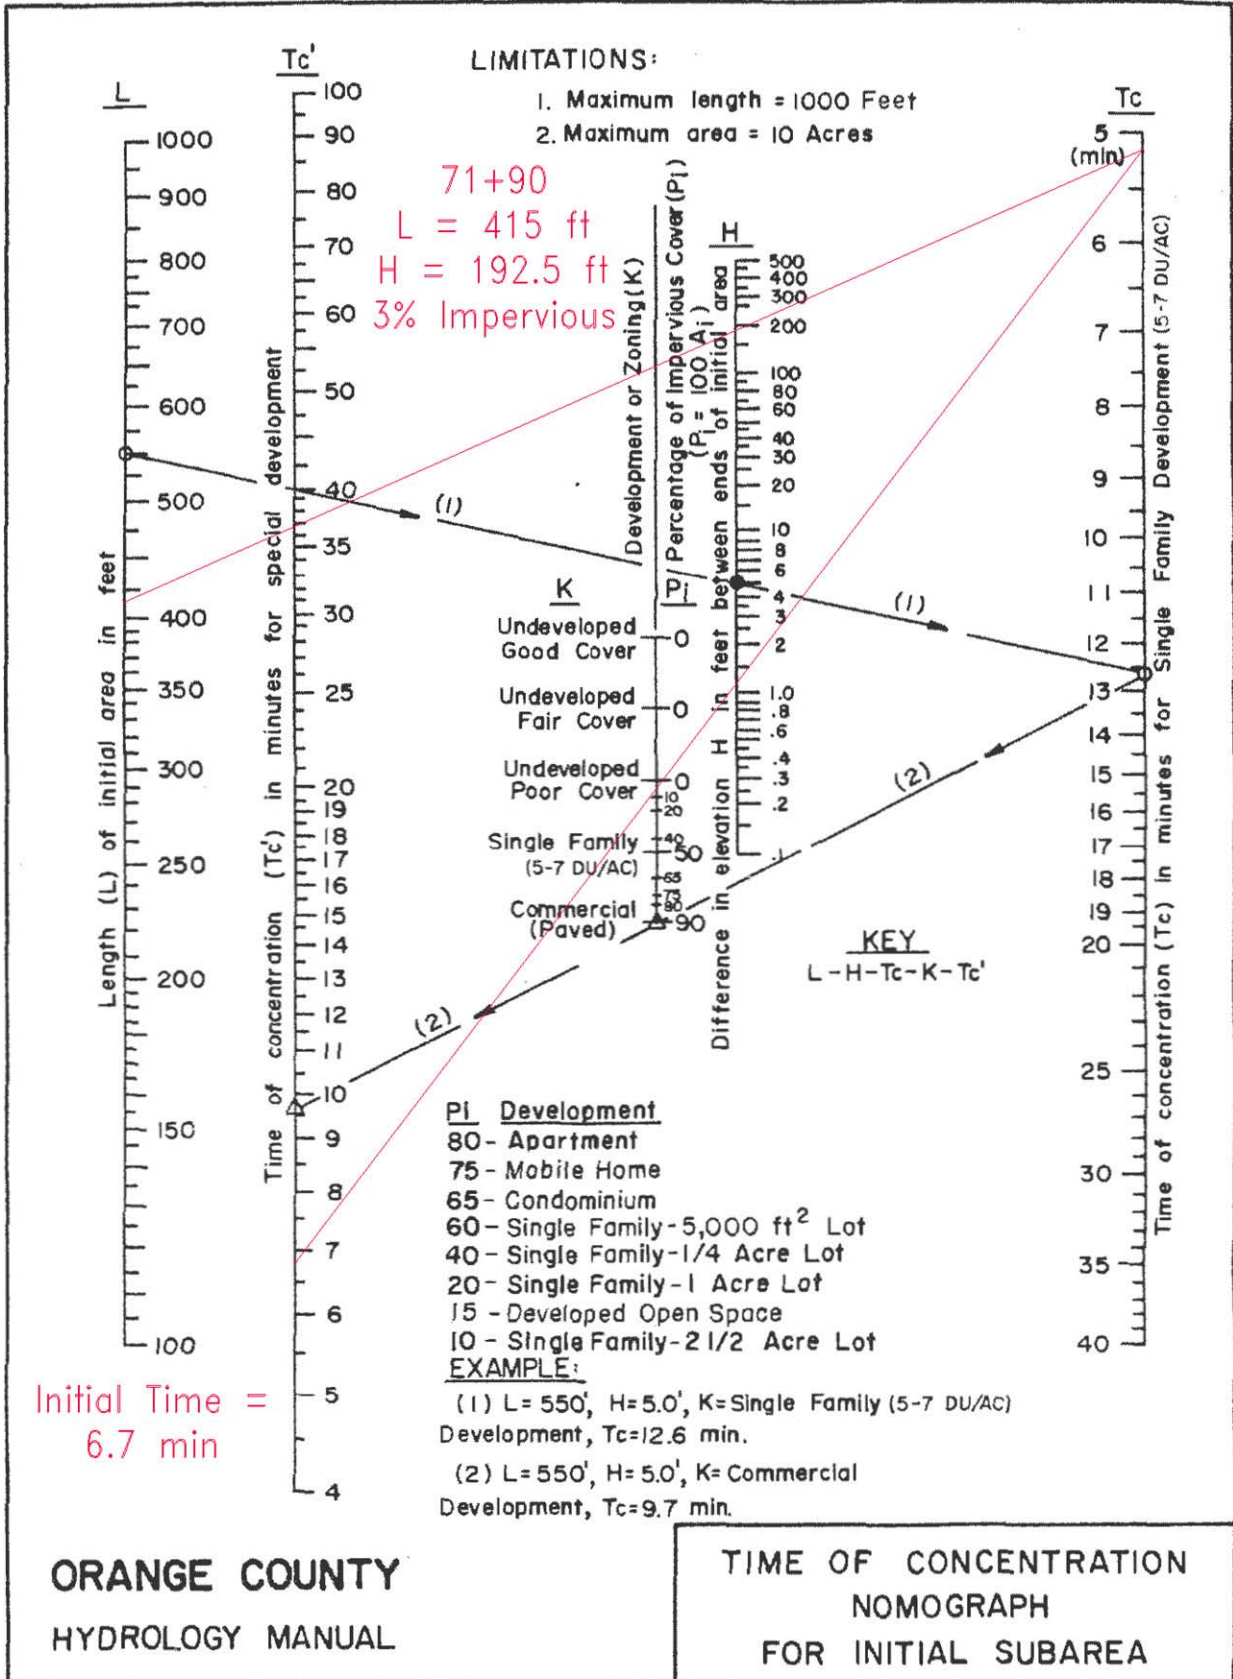 LIMITATIONS:
1. Maximum length = 1000 Feet
2. Maximum area = 10 Acres
L
1000
900
800
700
600
500
400
350
300
250
200
150
100
Length (L) of initial area in feet
Tc'
100
90
80
70
60
50
40
35
30
25
20
19
18
17
16
15
14
13
12
11
10
9
8
7
6
5
4
Time of concentration (Tc') in minutes for special development
71+90
L = 415 ft
H = 192.5 ft
3% Impervious
Development or Zoning (K)
Percentage of Impervious Cover (Pi)
(Pi = 100 Ai)
K
Pi
Undeveloped
Good Cover
0
Undeveloped
Fair Cover
0
Undeveloped
Poor Cover
0
10
20
40
Single Family
(5-7 DU/AC)
50
65
75
80
Commercial
(Paved)
90
H
500
400
300
200
100
80
60
40
30
20
10
8
6
4
3
2
1.0
.8
.6
.4
.3
.2
.1
Difference in elevation H in feet between ends of initial area
Tc
5
(min)
6
7
8
9
10
11
12
13
14
15
16
17
18
19
20
25
30
35
40
Time of concentration (Tc) in minutes for Single Family Development (5-7 DU/AC)
(1)
(1)
(2)
(2)
KEY
L-H-Tc-K-Tc'
Pi Development
80- Apartment
75- Mobile Home
65- Condominium
60- Single Family-5,000 ft² Lot
40- Single Family-1/4 Acre Lot
20- Single Family-1 Acre Lot
15 -Developed Open Space
10 - Single Family-2 1/2 Acre Lot
EXAMPLE:
(1) L= 550', H=5.0', K=Single Family (5-7 DU/AC)
Development, Tc=12.6 min.
(2) L=550', H= 5.0', K= Commercial
Development, Tc=9.7 min.
Initial Time =
6.7 min
ORANGE COUNTY
HYDROLOGY MANUAL
TIME OF CONCENTRATION
NOMOGRAPH
FOR INITIAL SUBAREA